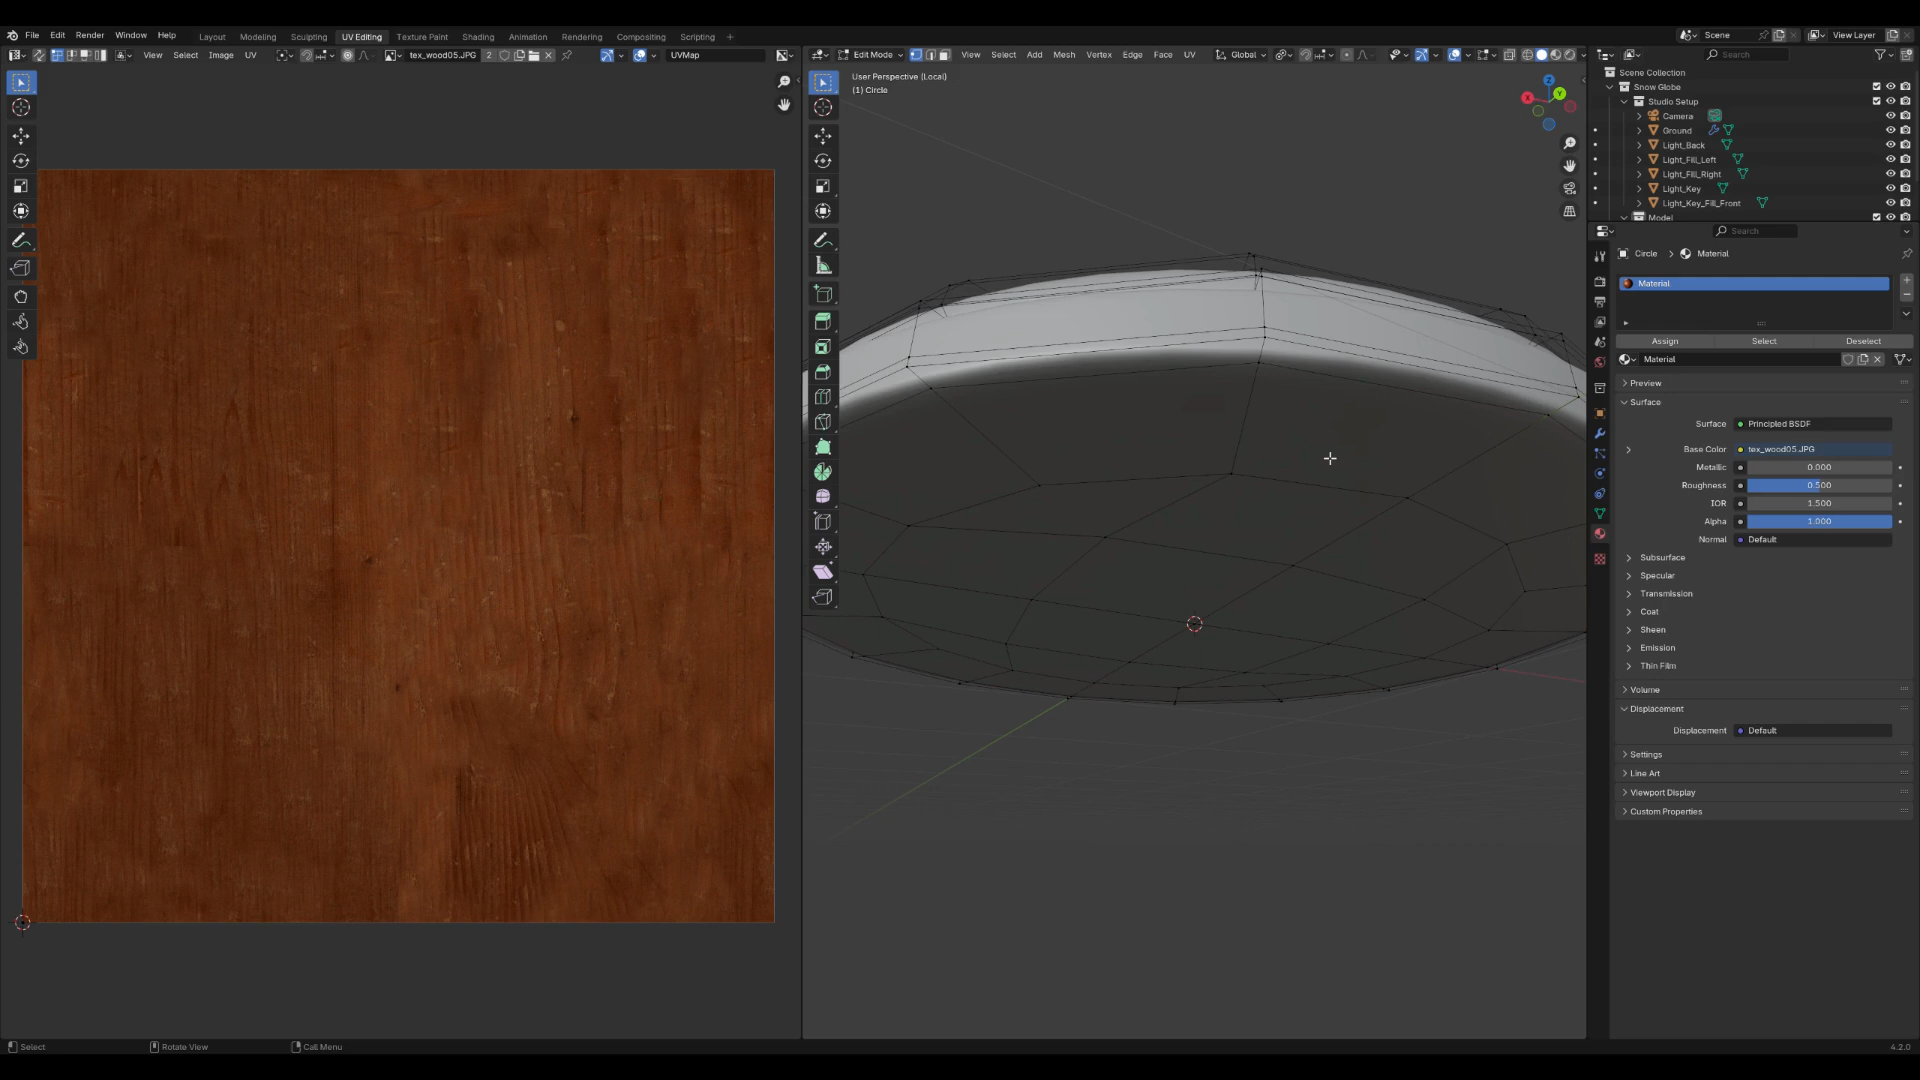 File Edit Render Window Help Layout Modeling Sculpting UV Editing Texture Paint Shading Animation Rendering Compositing Scripting + Scene View Layer
View Select Image UV tex_wood05.JPG 2 UVMap Edit Mode View Select Add Mesh Vertex Edge Face UV Global Search
User Perspective (Local)
(1) Circle
X Y Z
Scene Collection
Snow Globe
Studio Setup
Camera
Ground
Light_Back
Light_Fill_Left
Light_Fill_Right
Light_Key
Light_Key_Fill_Front
Model
Search
Circle > Material
Material
Assign Select Deselect
Material
Preview
Surface
Surface Principled BSDF
Base Color tex_wood05.JPG
Metallic 0.000
Roughness 0.500
IOR 1.500
Alpha 1.000
Normal Default
Subsurface
Specular
Transmission
Coat
Sheen
Emission
Thin Film
Volume
Displacement
Displacement Default
Settings
Line Art
Viewport Display
Custom Properties
Select Rotate View Call Menu 4.2.0